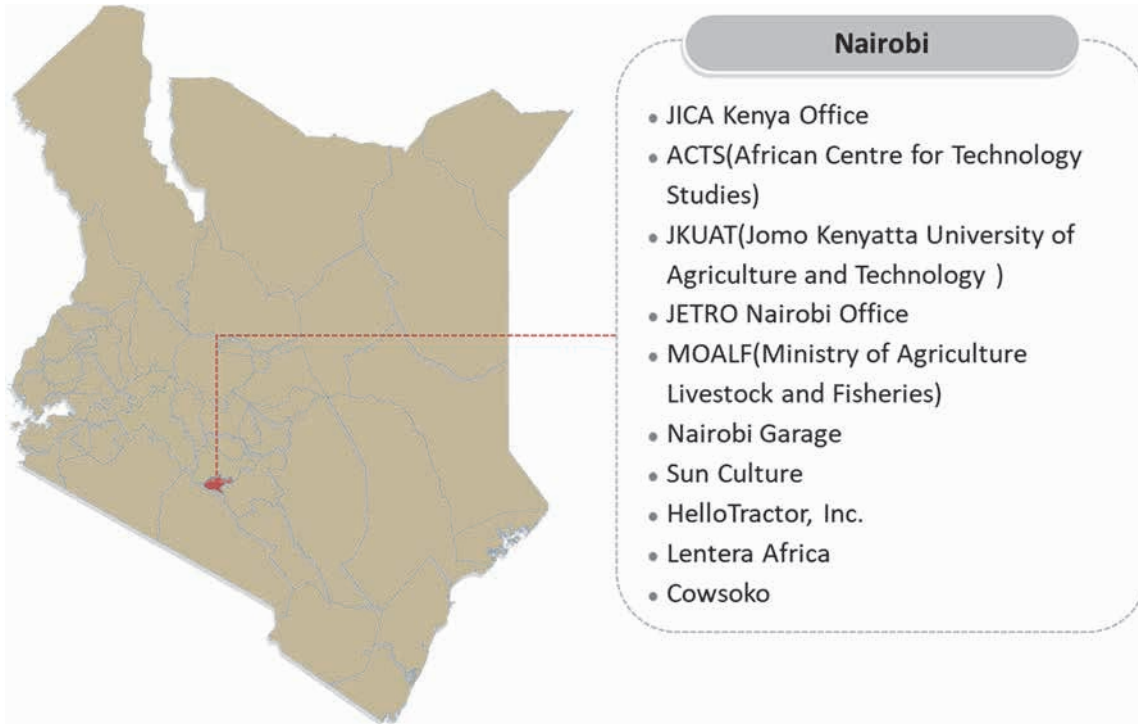 Nairobi
• JICA Kenya Office
• ACTS(African Centre for Technology
Studies)
• JKUAT(Jomo Kenyatta University of
Agriculture and Technology )
• JETRO Nairobi Office
• MOALF(Ministry of Agriculture
Livestock and Fisheries)
• Nairobi Garage
• Sun Culture
• HelloTractor, Inc.
• Lentera Africa
• Cowsoko